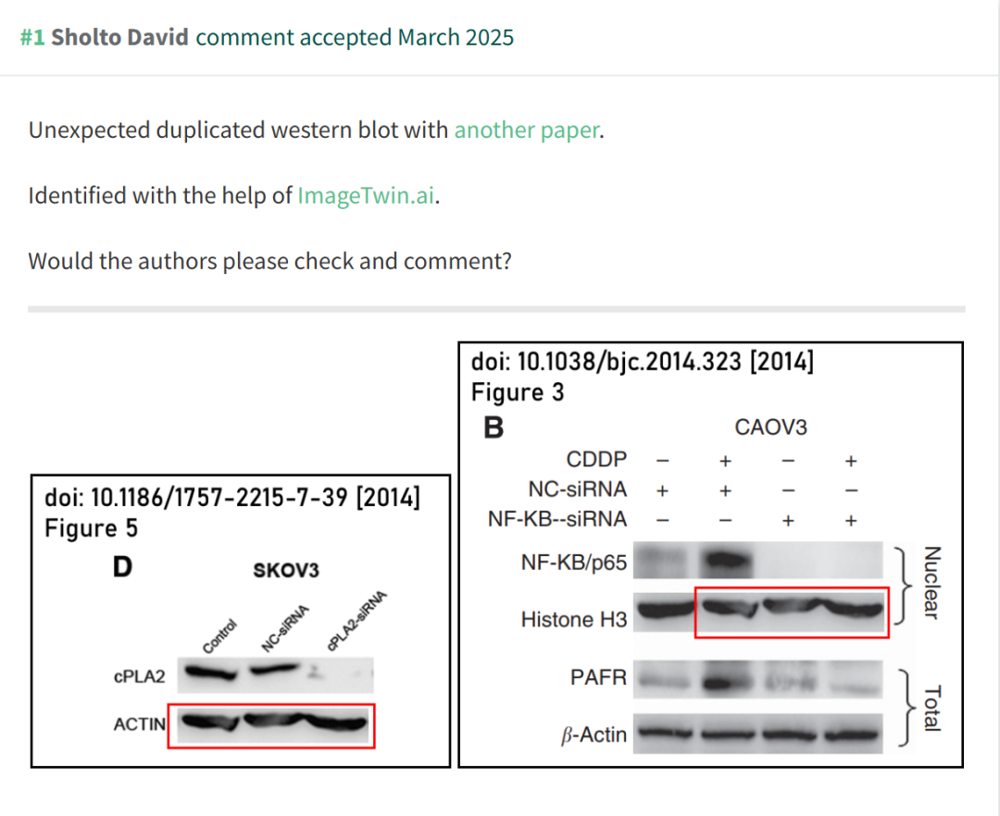 #1 Sholto David comment accepted March 2025
Unexpected duplicated western blot with another paper.
Identified with the help of ImageTwin.ai.
Would the authors please check and comment?
doi: 10.1186/1757-2215-7-39 [2014]
Figure 5
D
SKOV3
Control
NC-siRNA
cPLA2-siRNA
cPLA2
ACTIN
doi: 10.1038/bjc.2014.323 [2014]
Figure 3
B
CAOV3
CDDP − + − +
NC-siRNA + + − −
NF-KB--siRNA − − + +
NF-KB/p65
Histone H3
Nuclear
PAFR
β-Actin
Total